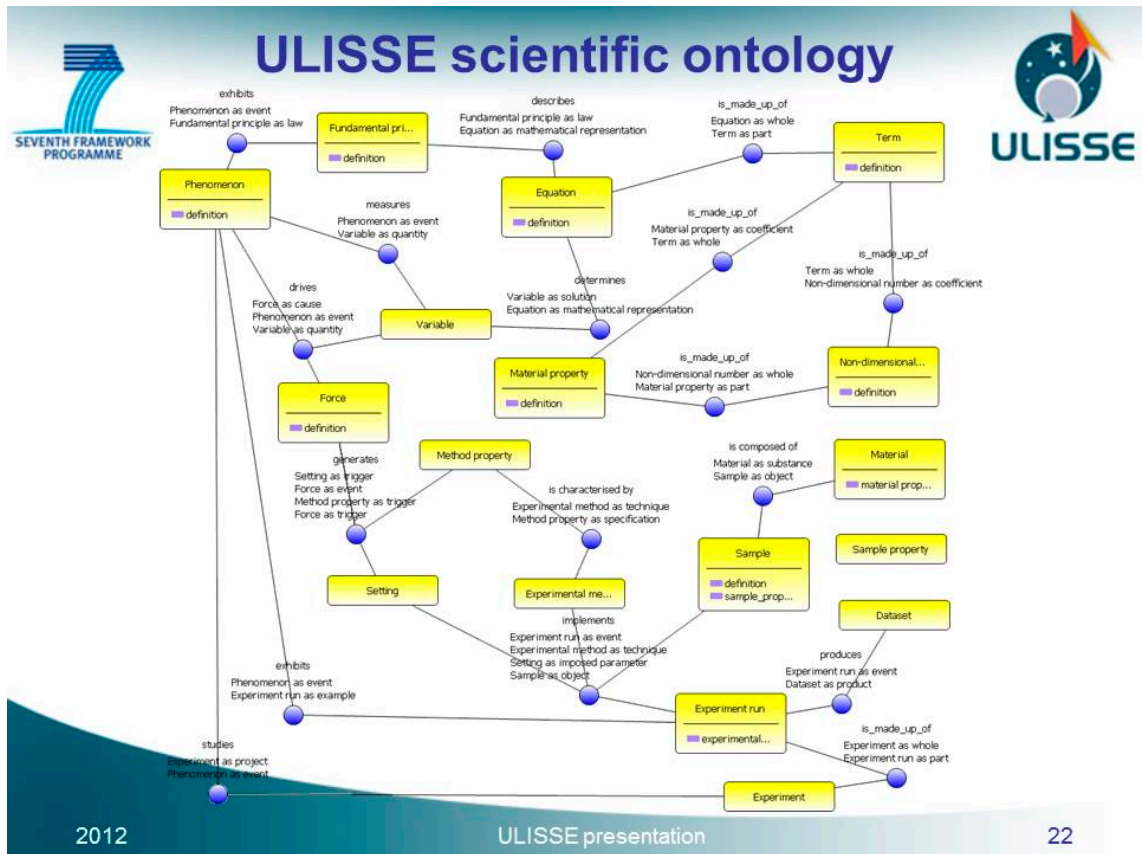 ULISSE scientific ontology
SEVENTH FRAMEWORK
PROGRAMME
ULISSE
exhibits
Phenomenon as event
Fundamental principle as law
Fundamental pri...
definition
describes
Fundamental principle as law
Equation as mathematical representation
is_made_up_of
Equation as whole
Term as part
Term
definition
Phenomenon
definition
measures
Phenomenon as event
Variable as quantity
Equation
definition
is_made_up_of
Material property as coefficient
Term as whole
is_made_up_of
Term as whole
Non-dimensional number as coefficient
drives
Force as cause
Phenomenon as event
Variable as quantity
Variable
determines
Variable as solution
Equation as mathematical representation
Material property
definition
is_made_up_of
Non-dimensional number as whole
Material property as part
Non-dimensional...
definition
Force
definition
generates
Setting as trigger
Force as event
Method property as trigger
Force as trigger
Method property
is characterised by
Experimental method as technique
Method property as specification
is composed of
Material as substance
Sample as object
Material
material prop...
Sample
definition
sample_prop...
Sample property
Setting
Experimental me...
implements
Experiment run as event
Experimental method as technique
Setting as imposed parameter
Sample as object
Dataset
produces
Experiment run as event
Dataset as product
exhibits
Phenomenon as event
Experiment run as example
Experiment run
experimental...
is_made_up_of
Experiment as whole
Experiment run as part
studies
Experiment as project
Phenomenon as event
Experiment
2012
ULISSE presentation
22